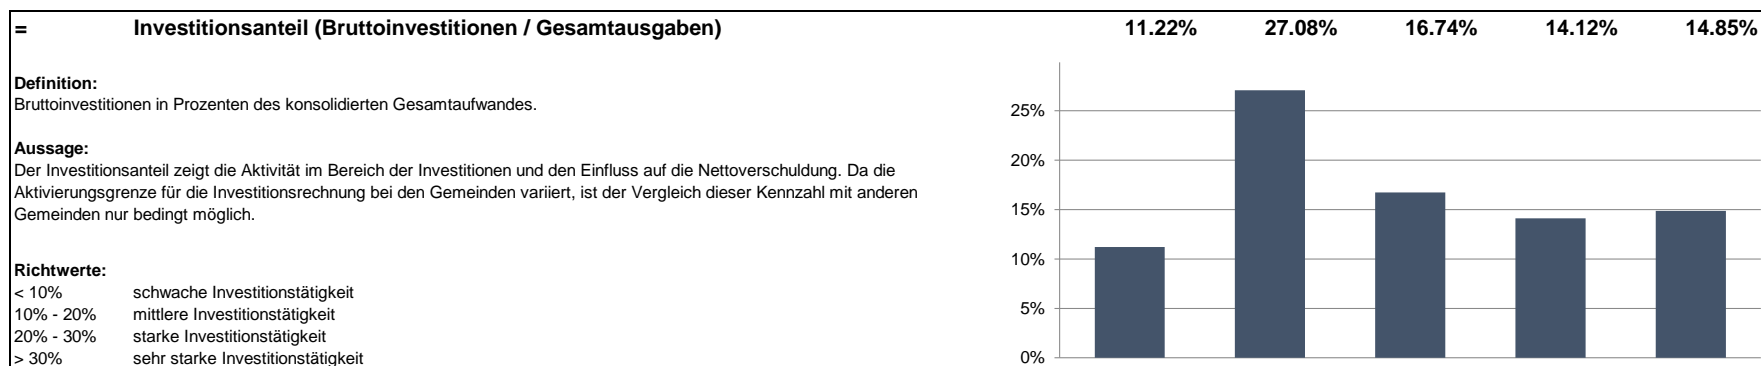 = Investitionsanteil (Bruttoinvestitionen / Gesamtausgaben) 11.22% 27.08% 16.74% 14.12% 14.85%
Definition:
Bruttoinvestitionen in Prozenten des konsolidierten Gesamtaufwandes.
Aussage:
Der Investitionsanteil zeigt die Aktivität im Bereich der Investitionen und den Einfluss auf die Nettoverschuldung. Da die
Aktivierungsgrenze für die Investitionsrechnung bei den Gemeinden variiert, ist der Vergleich dieser Kennzahl mit anderen
Gemeinden nur bedingt möglich.
Richtwerte:
< 10% schwache Investitionstätigkeit
10% - 20% mittlere Investitionstätigkeit
20% - 30% starke Investitionstätigkeit
> 30% sehr starke Investitionstätigkeit
25%
20%
15%
10%
5%
0%